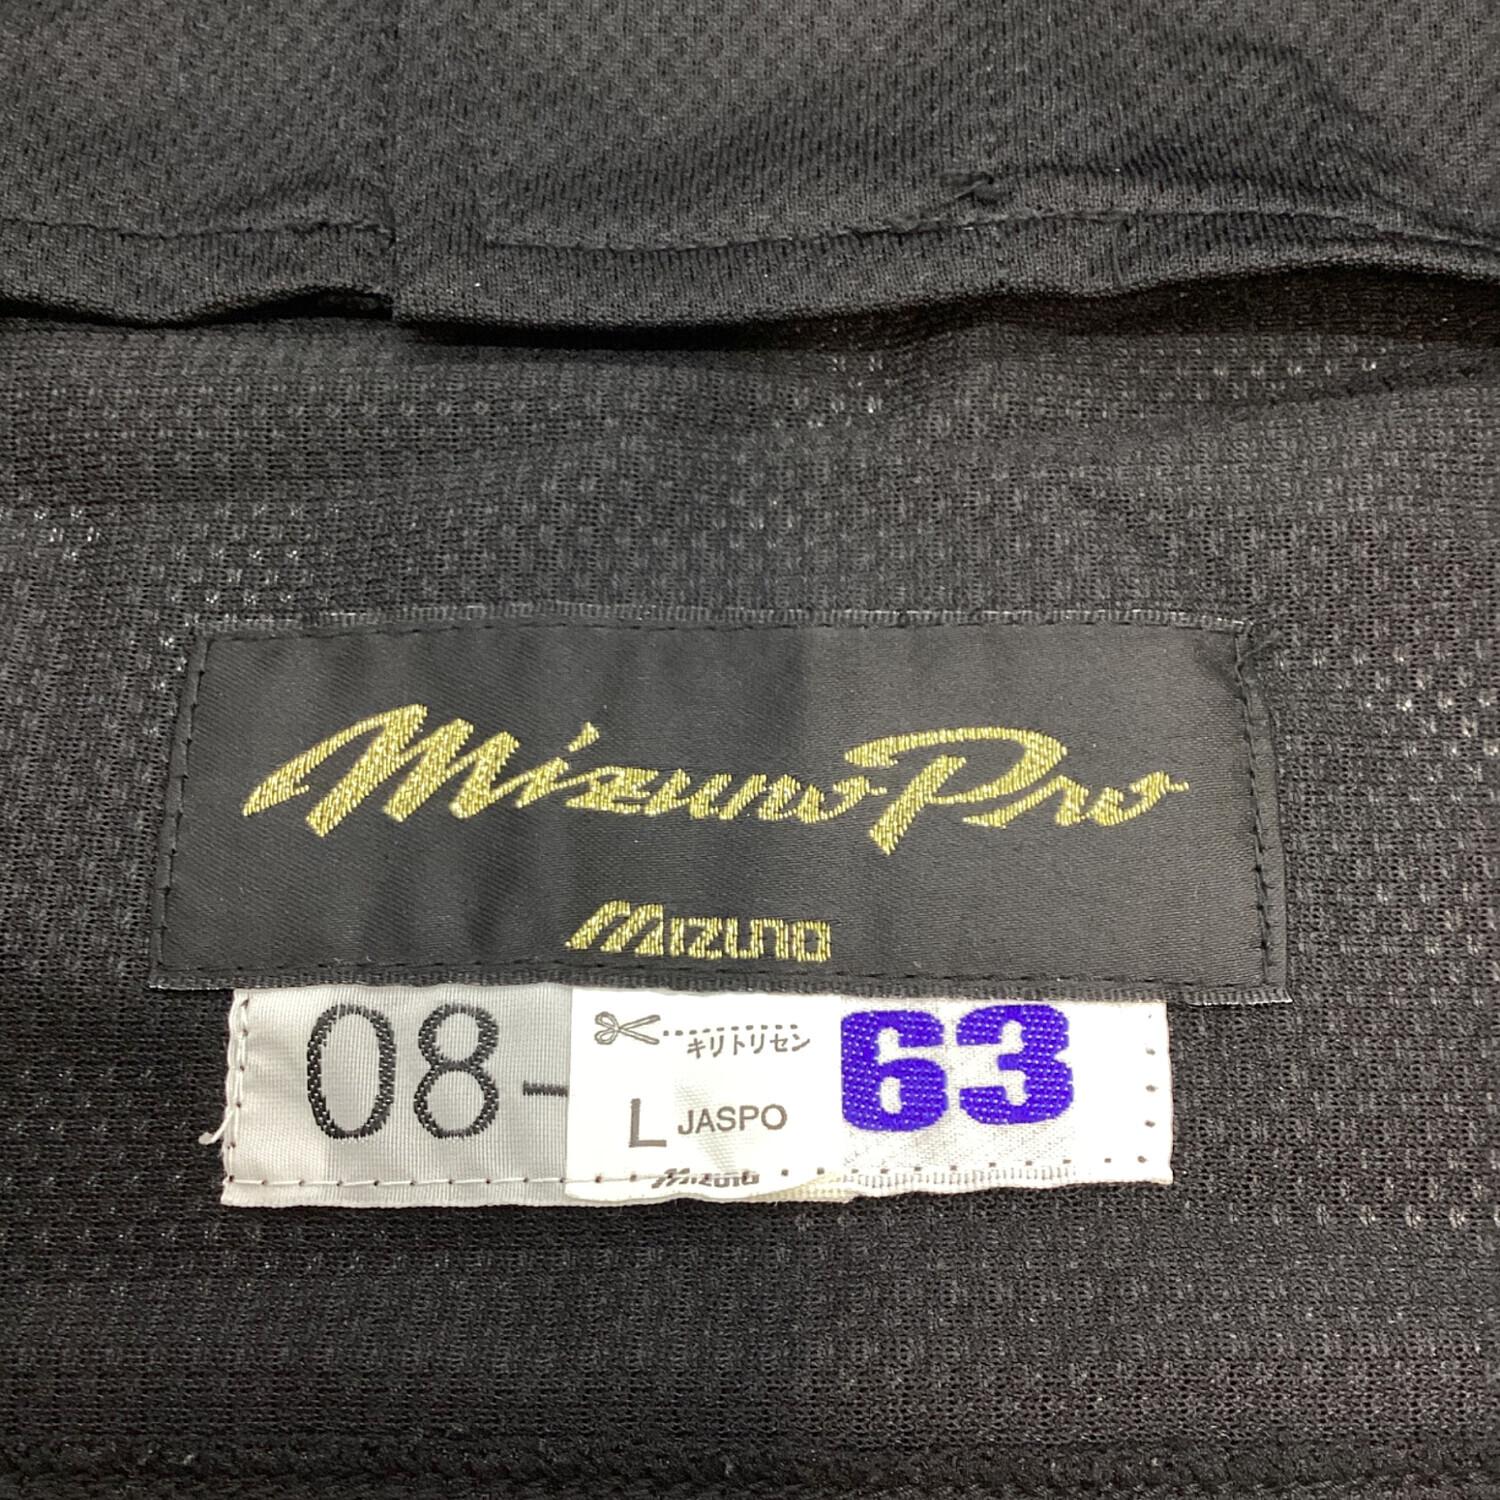 Mizuno Pro
Mizuno
08-
キリトリセン
L JASPO
Mizuno
63